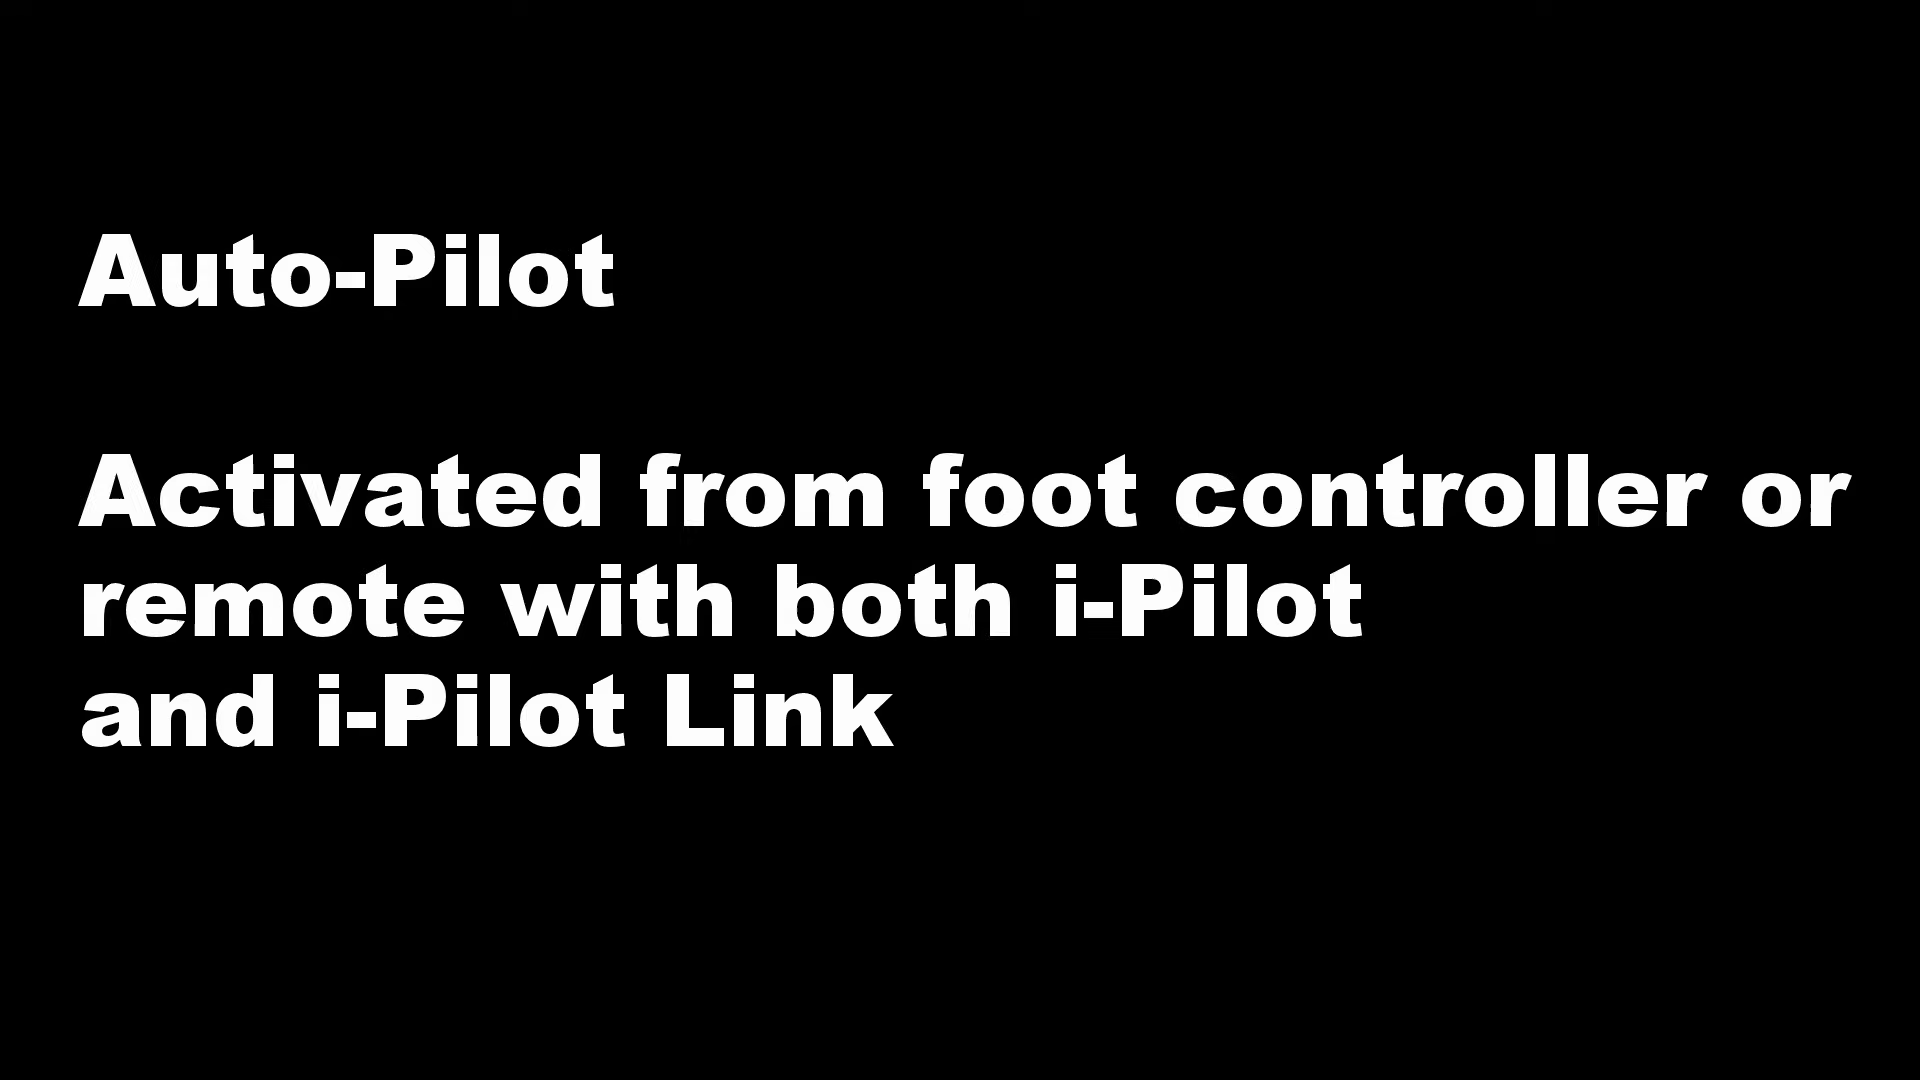 Auto-Pilot
Activated from foot controller or
remote with both i-Pilot
and i-Pilot Link